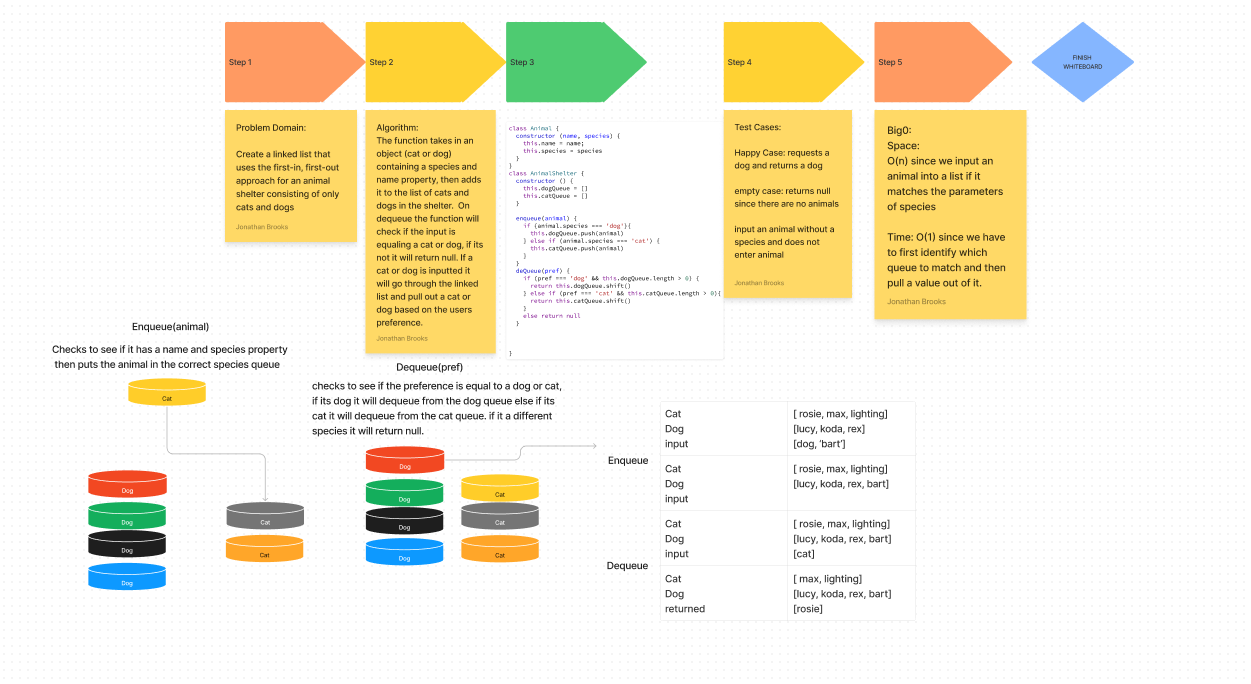 Step 1
Step 2
Step 3
Step 4
Step 5
FINISH
WHITEBOARD
Problem Domain:
Create a linked list that
uses the first-in, first-out
approach for an animal
shelter consisting of only
cats and dogs
Jonathan Brooks
Algorithm:
The function takes in an
object (cat or dog)
containing a species and
name property, then adds
it to the list of cats and
dogs in the shelter. On
dequeue the function will
check if the input is
equaling a cat or dog, if its
not it will return null. If a
cat or dog is inputted it
will go through the linked
list and pull out a cat or
dog based on the users
preference.
Jonathan Brooks
class Animal {
constructor (name, species) {
this.name = name;
this.species = species
}
}
class AnimalShelter {
constructor () {
this.dogQueue = []
this.catQueue = []
}
enqueue(animal) {
if (animal.species === 'dog'){
this.dogQueue.push(animal)
} else if (animal.species === 'cat') {
this.catQueue.push(animal)
}
}
deQueue(pref) {
if (pref === 'dog' && this.dogQueue.length > 0) {
return this.dogQueue.shift()
} else if (pref === 'cat' && this.catQueue.length > 0){
return this.catQueue.shift()
}
else return null
}
}
Test Cases:
Happy Case: requests a
dog and returns a dog
empty case: returns null
since there are no animals
input an animal without a
species and does not
enter animal
Jonathan Brooks
Big0:
Space:
O(n) since we input an
animal into a list if it
matches the parameters
of species
Time: O(1) since we have
to first identify which
queue to match and then
pull a value out of it.
Jonathan Brooks
Enqueue(animal)
Checks to see if it has a name and species property
then puts the animal in the correct species queue
Cat
Dog
Dog
Dog
Dog
Cat
Cat
Dequeue(pref)
checks to see if the preference is equal to a dog or cat,
if its dog it will dequeue from the dog queue else if its
cat it will dequeue from the cat queue. if it a different
species it will return null.
Dog
Dog
Dog
Dog
Cat
Cat
Cat
Enqueue
Dequeue
Cat [ rosie, max, lighting]
Dog [lucy, koda, rex]
input [dog, 'bart']
Cat [ rosie, max, lighting]
Dog [lucy, koda, rex, bart]
input
Cat [ rosie, max, lighting]
Dog [lucy, koda, rex, bart]
input [cat]
Cat [ max, lighting]
Dog [lucy, koda, rex, bart]
returned [rosie]